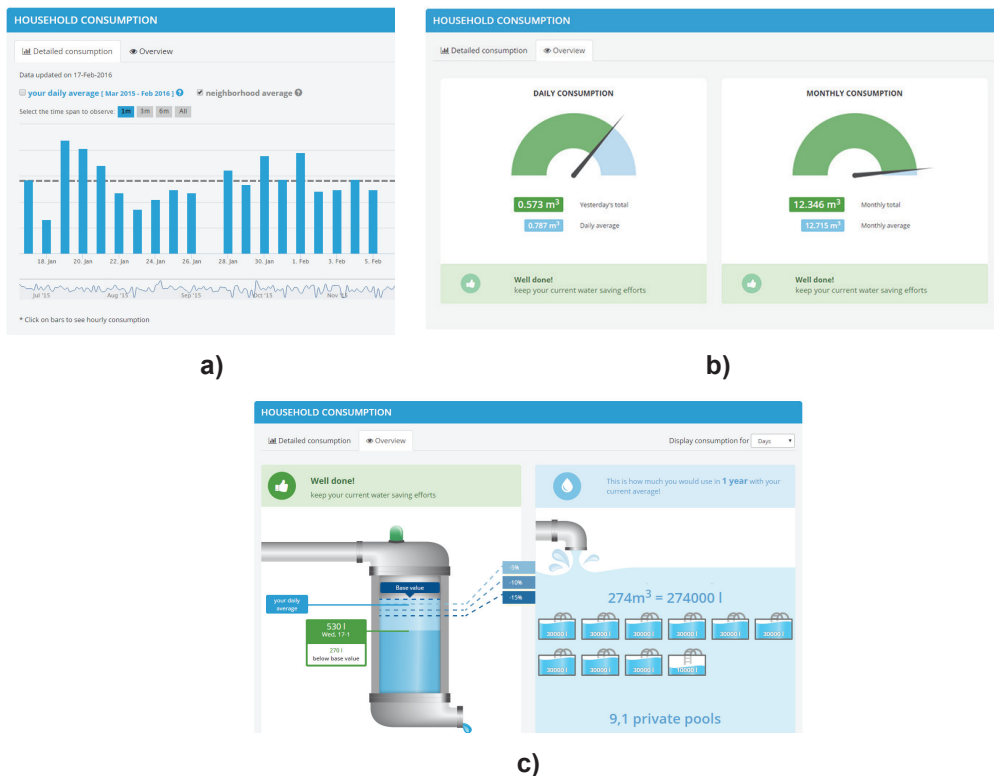 HOUSEHOLD CONSUMPTION
Detailed consumption
Overview
Data updated on 17-Feb-2016
your daily average [ Mar 2015 - Feb 2016 ] ?
neighborhood average ?
Select the time span to observe: 1m 3m 6m All
18. Jan 20. Jan 22. Jan 24. Jan 26. Jan 28. Jan 30. Jan 1. Feb 3. Feb 5. Feb
Jul '15 Aug '15 Sep '15 Oct '15 Nov '15
* Click on bars to see hourly consumption
a)
HOUSEHOLD CONSUMPTION
Detailed consumption
Overview
DAILY CONSUMPTION
0.573 m³ Yesterday's total
0.787 m³ Daily average
Well done!
keep your current water saving efforts
MONTHLY CONSUMPTION
12.346 m³ Monthly total
12.715 m³ Monthly average
Well done!
keep your current water saving efforts
b)
HOUSEHOLD CONSUMPTION
Detailed consumption
Overview
Display consumption for Days
Well done!
keep your current water saving efforts
Base value
your daily
average
530 l
Wed, 17-1
270 l
below base value
-5%
-10%
-15%
This is how much you would use in 1 year with your
current average!
274m³ = 274000 l
30000 l 30000 l 30000 l 30000 l 30000 l 30000 l
30000 l 30000 l 30000 l 10000 l
9,1 private pools
c)